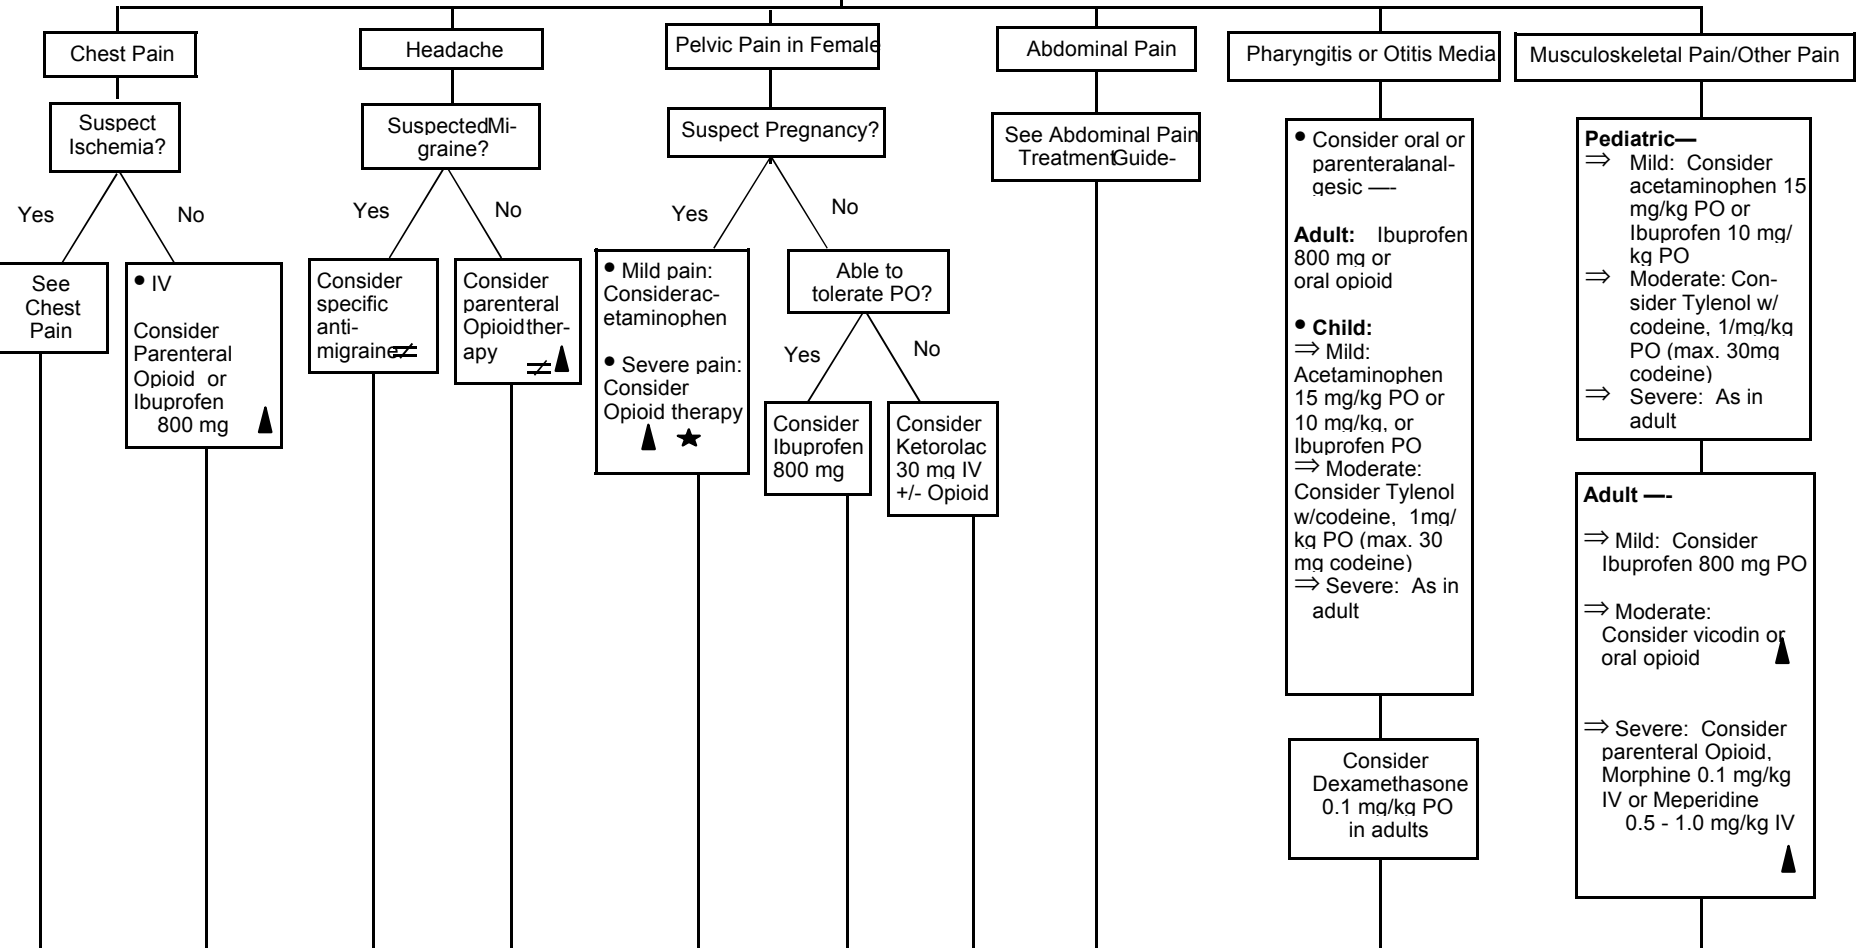 Chest Pain
Suspect
Ischemia?
Yes
No
See
Chest
Pain
• IV
Consider
Parenteral
Opioid or
Ibuprofen
800 mg
Headache
SuspectedMi-
graine?
Yes
No
Consider
specific
anti-
migraine≠
Consider
parenteral
Opioidther-
apy
≠▲
Pelvic Pain in Female
Suspect Pregnancy?
Yes
No
• Mild pain:
Considerac-
etaminophen
• Severe pain:
Consider
Opioid therapy
▲ ★
Able to
tolerate PO?
Yes
No
Consider
Ibuprofen
800 mg
Consider
Ketorolac
30 mg IV
+/- Opioid
Abdominal Pain
See Abdominal Pain
TreatmentGuide-
Pharyngitis or Otitis Media
• Consider oral or
parenteralanal-
gesic —-
Adult: Ibuprofen
800 mg or
oral opioid
• Child:
⇒ Mild:
Acetaminophen
15 mg/kg PO or
10 mg/kg, or
Ibuprofen PO
⇒ Moderate:
Consider Tylenol
w/codeine, 1mg/
kg PO (max. 30
mg codeine)
⇒ Severe: As in
adult
Consider
Dexamethasone
0.1 mg/kg PO
in adults
Musculoskeletal Pain/Other Pain
Pediatric—
⇒ Mild: Consider
acetaminophen 15
mg/kg PO or
Ibuprofen 10 mg/
kg PO
⇒ Moderate: Con-
sider Tylenol w/
codeine, 1/mg/kg
PO (max. 30mg
codeine)
⇒ Severe: As in
adult
Adult —-
⇒ Mild: Consider
Ibuprofen 800 mg PO
⇒ Moderate:
Consider vicodin or
oral opioid ▲
⇒ Severe: Consider
parenteral Opioid,
Morphine 0.1 mg/kg
IV or Meperidine
0.5 - 1.0 mg/kg IV
▲